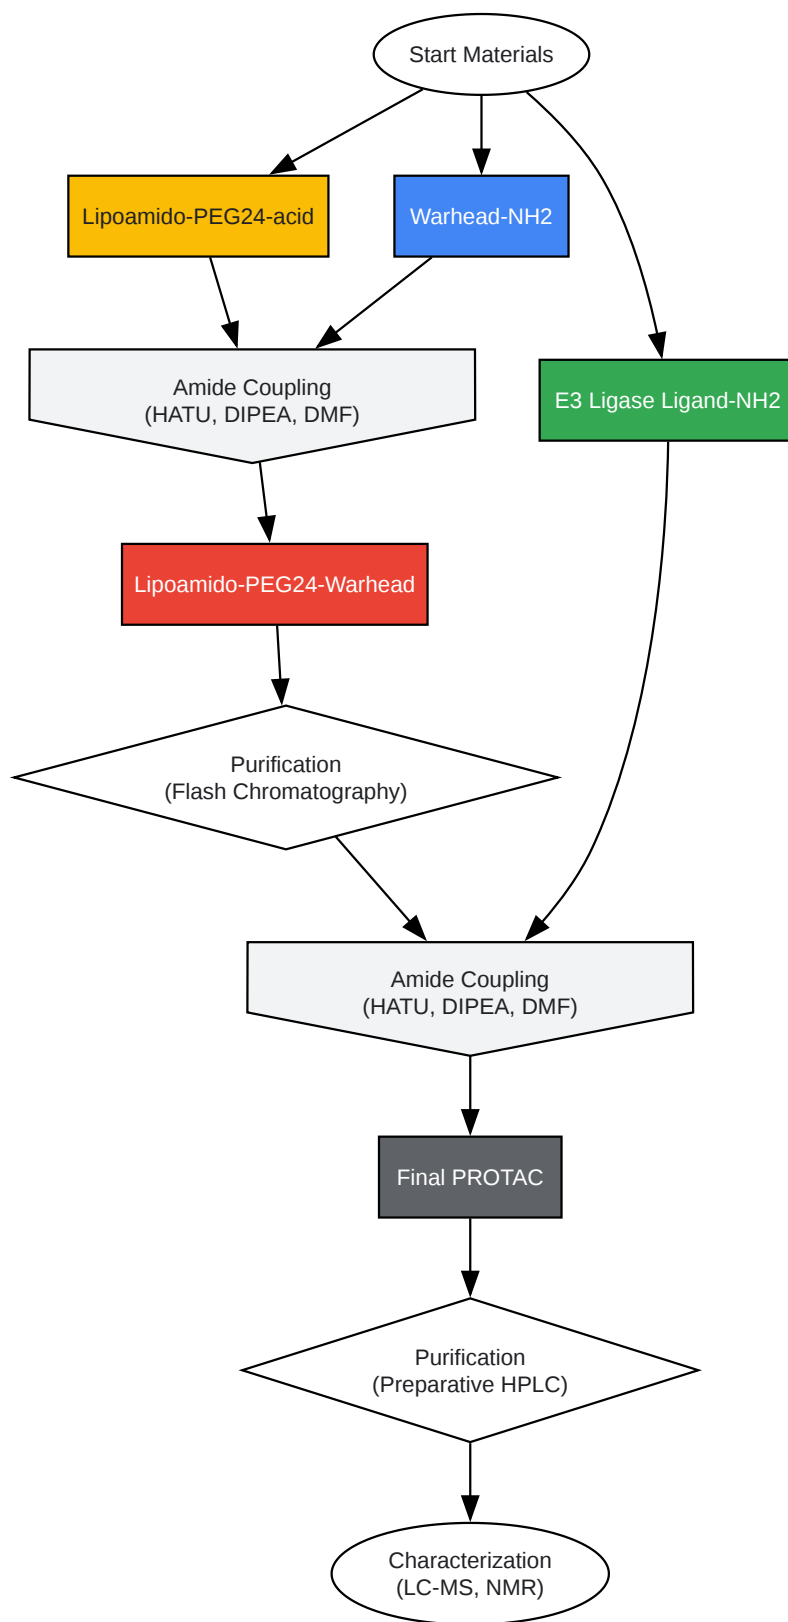 Start Materials
Lipoamido-PEG24-acid
Warhead-NH2
Amide Coupling
(HATU, DIPEA, DMF)
E3 Ligase Ligand-NH2
Lipoamido-PEG24-Warhead
Purification
(Flash Chromatography)
Amide Coupling
(HATU, DIPEA, DMF)
Final PROTAC
Purification
(Preparative HPLC)
Characterization
(LC-MS, NMR)